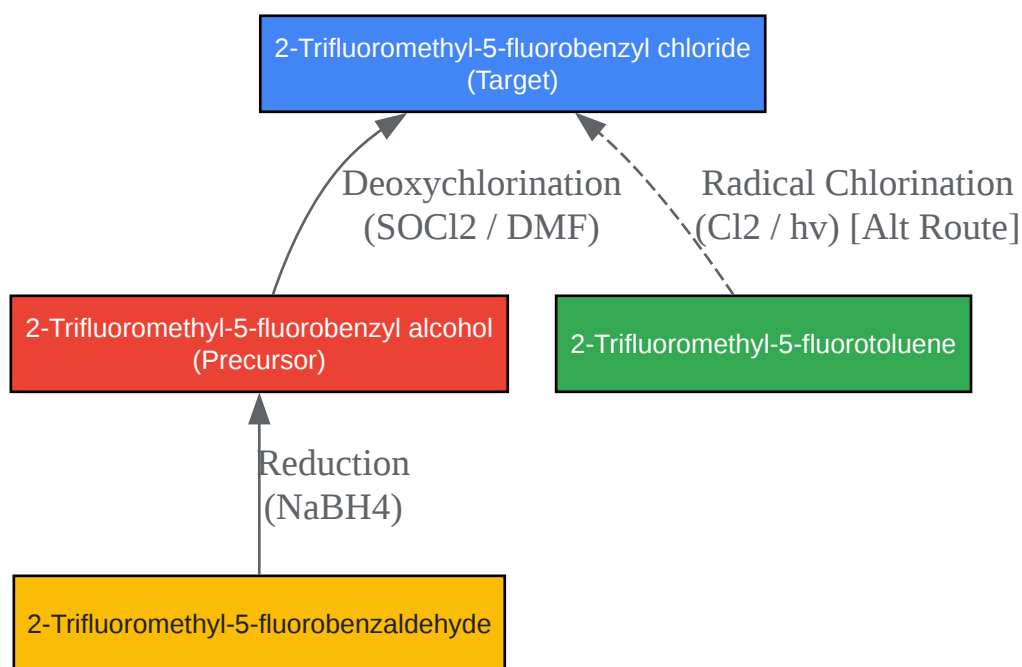 2-Trifluoromethyl-5-fluorobenzyl chloride
(Target)
Deoxychlorination
(SOCl2 / DMF)
Radical Chlorination
(Cl2 / hv) [Alt Route]
2-Trifluoromethyl-5-fluorobenzyl alcohol
(Precursor)
2-Trifluoromethyl-5-fluorotoluene
Reduction
(NaBH4)
2-Trifluoromethyl-5-fluorobenzaldehyde